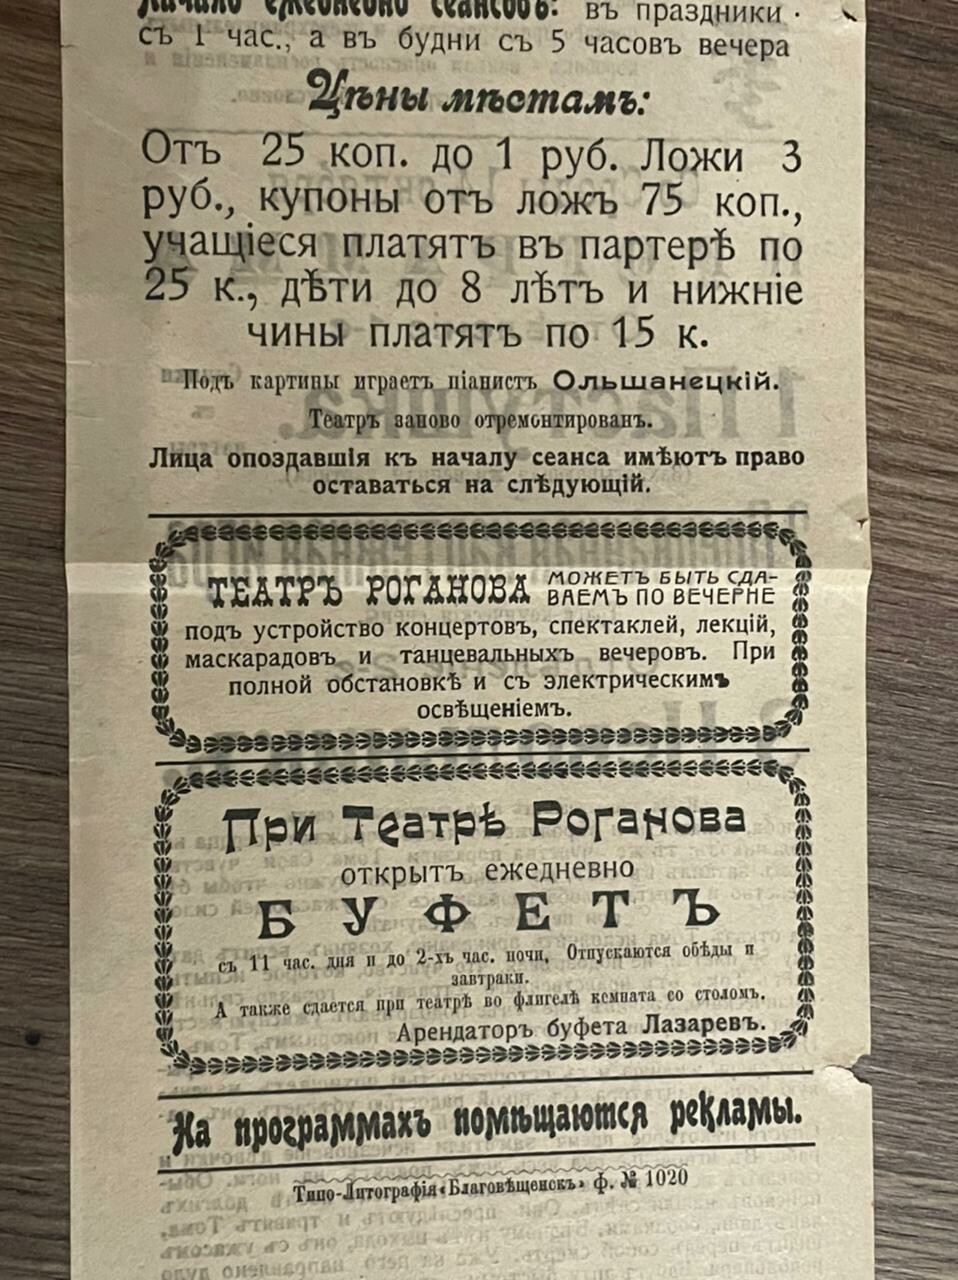 Начало ежедневно сеансовъ: въ праздники
съ 1 час., а въ будни съ 5 часовъ вечера
Цѣны мѣстамъ:
Отъ 25 коп. до 1 руб. Ложи 3
руб., купоны отъ ложъ 75 коп.,
учащіеся платятъ въ партерѣ по
25 к., дѣти до 8 лѣтъ и нижніе
чины платятъ по 15 к.
Подъ картины играетъ піанистъ Ольшанецкій.
Театръ заново отремонтирован.
Лица опоздавшія къ началу сеанса имѣютъ право
оставаться на слѣдующій.
ТЕАТРЪ РОГАНОВА МОЖЕТЪ БЫТЬ СДА-
ВАЕМЪ ПО ВЕЧЕРНЕ
подъ устройство концертовъ, спектаклей, лекцій,
маскарадовъ и танцевальныхъ вечеровъ. При
полной обстановкѣ и съ электрическимъ
освѣщеніемъ.
При Театрѣ Роганова
открытъ ежедневно
БУФЕТЪ
съ 11 час. дня и до 2-хъ час. ночи, Отпускаются обѣды и
завтраки.
А также сдается при театрѣ во флигелѣ комната со столомъ.
Арендаторъ буфета Лазаревъ.
На программахъ помѣщаются рекламы.
Типо-Литографія «Благовѣщенскъ» ф. № 1020